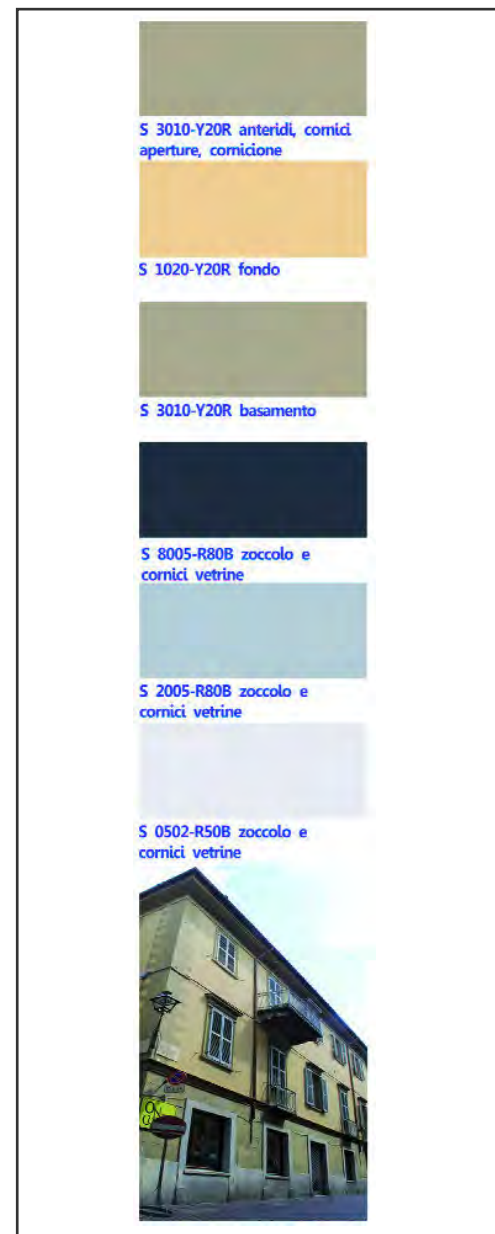 S 3010-Y20R anteridi, cornici
aperture, cornicione
S 1020-Y20R fondo
S 3010-Y20R basamento
S 8005-R80B zoccolo e
cornici vetrine
S 2005-R80B zoccolo e
cornici vetrine
S 0502-R50B zoccolo e
cornici vetrine